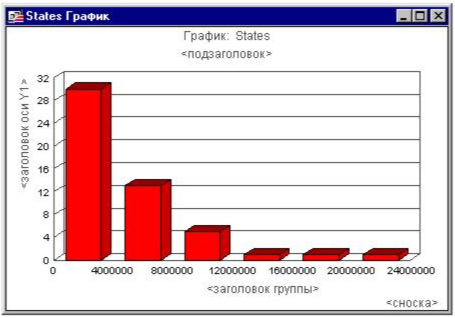 States График
График: States
<подзаголовок>
<заголовок оси Y1>
32
28
24
20
16
12
8
4
0
0 4000000 8000000 12000000 16000000 20000000 24000000
<заголовок группы>
<сноска>